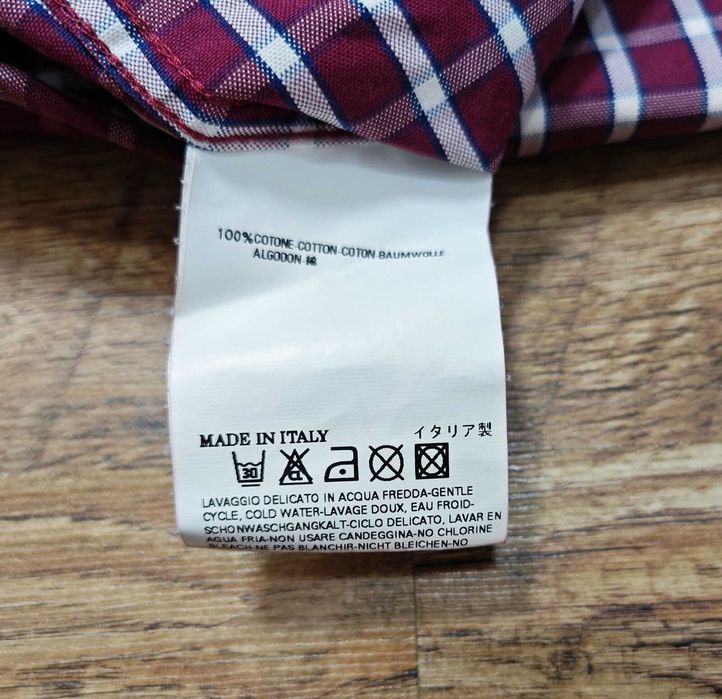 100%COTONE-COTTON-COTON-BAUMWOLLE
ALGODON-綿
MADE IN ITALY イタリア製
30
LAVAGGIO DELICATO IN ACQUA FREDDA-GENTLE
CYCLE, COLD WATER-LAVAGE DOUX, EAU FROID-
SCHONWASCHGANGKALT-CICLO DELICATO, LAVAR EN
AGUA FRIA-NON USARE CANDEGGINA-NO CHLORINE
BLEACH-NE PAS BLANCHIR-NICHT BLEICHEN-NO